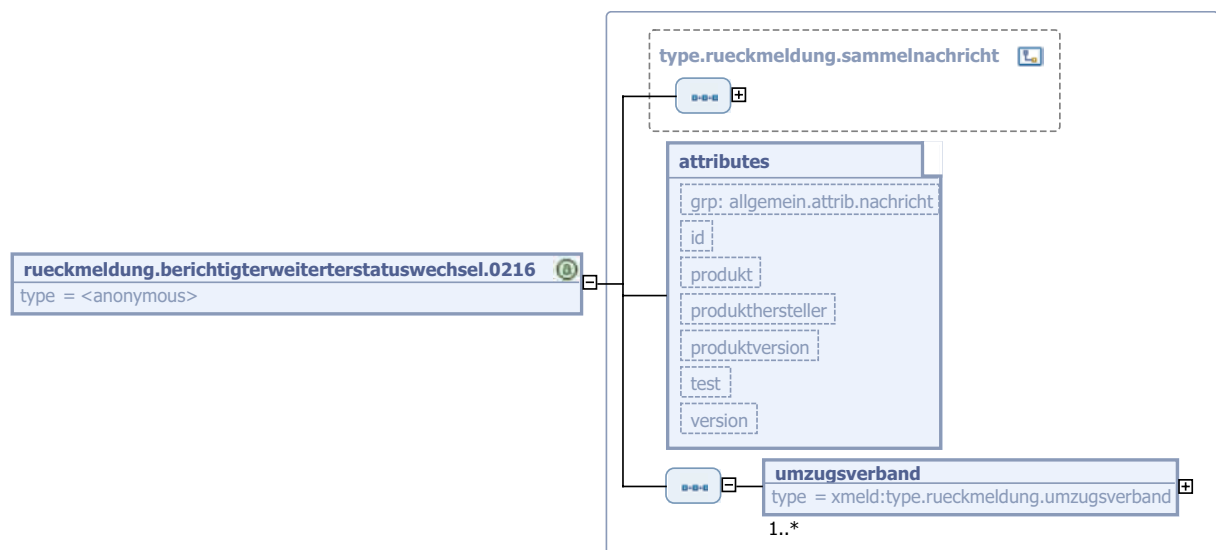 type.rueckmeldung.sammelnachricht
attributes
grp: allgemein.attrib.nachricht
id
produkt
produkthersteller
produktversion
test
version
rueckmeldung.berichtigterweiterterstatuswechsel.0216
type = <anonymous>
umzugsverband
type = xmeld:type.rueckmeldung.umzugsverband
1..*